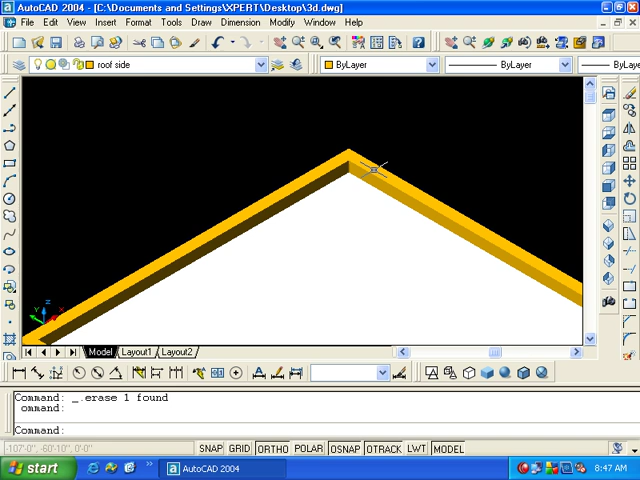 AutoCAD 2004 - [C:\Documents and Settings\XPERT\Desktop\3d.dwg]
File Edit View Insert Format Tools Draw Dimension Modify Window Help
roof side ByLayer ByLayer ByLayer
Y X Z
Model Layout1 Layout2
Command: _.erase 1 found
ommand:
Command:
-107'-0", -60'-10", 0'-0" SNAP GRID ORTHO POLAR OSNAP OTRACK LWT MODEL
start AutoCAD 2004 8:47 AM